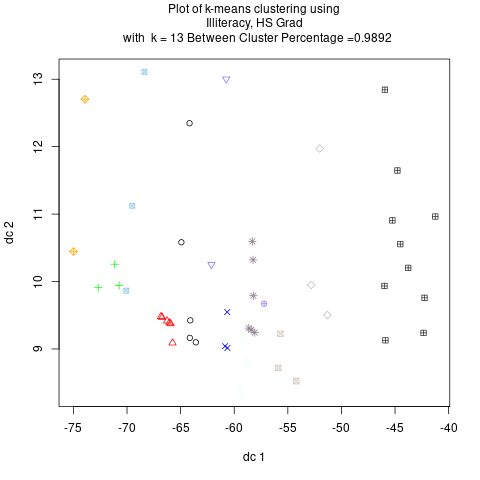 Plot of k-means clustering using
Illiteracy, HS Grad
with k = 13 Between Cluster Percentage =0.9892
13
12
11
10
9
dc 2
-75 -70 -65 -60 -55 -50 -45 -40
dc 1